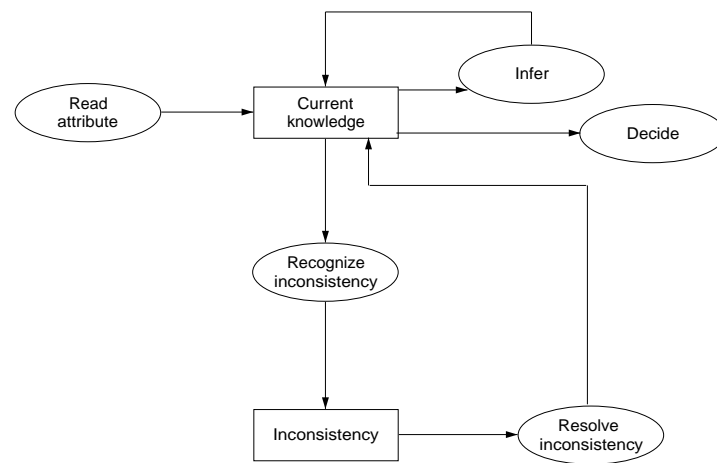 Infer
Read
attribute
Current
knowledge
Decide
Recognize
inconsistency
Inconsistency
Resolve
inconsistency